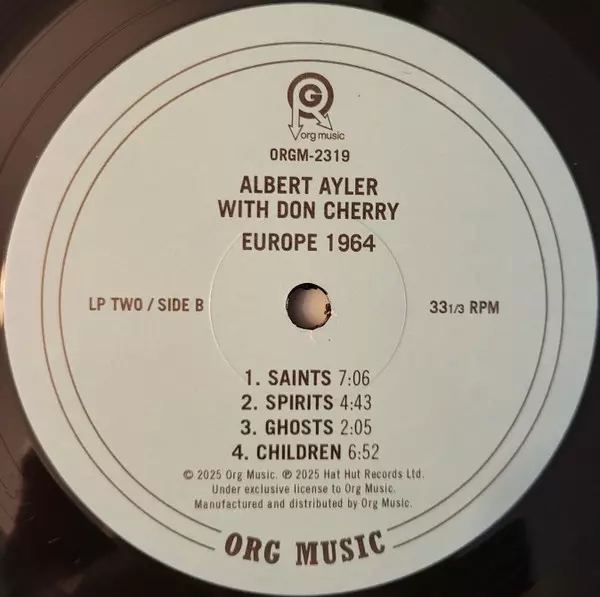 RG
org music
ORGM-2319
ALBERT AYLER
WITH DON CHERRY
EUROPE 1964
LP TWO / SIDE B
33 1/3 RPM
1. SAINTS 7:06
2. SPIRITS 4:43
3. GHOSTS 2:05
4. CHILDREN 6:52
© 2025 Org Music. ℗ 2025 Hat Hut Records Ltd.
Under exclusive license to Org Music.
Manufactured and distributed by Org Music.
ORG MUSIC